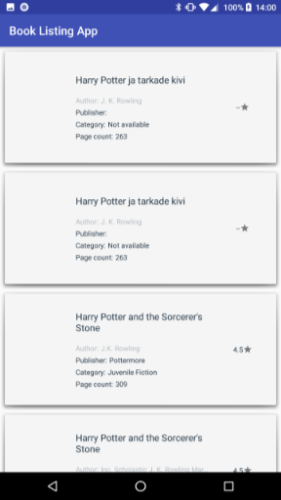 100% 14:00
Book Listing App
Harry Potter ja tarkade kivi
Author: J. K. Rowling
Publisher:
Category: Not available
Page count: 263
-★
Harry Potter ja tarkade kivi
Author: J. K. Rowling
Publisher:
Category: Not available
Page count: 263
-★
Harry Potter and the Sorcerer's
Stone
Author: J.K. Rowling
Publisher: Pottermore
Category: Juvenile Fiction
Page count: 309
4.5★
Harry Potter and the Sorcerer's
Stone
Author: Inc. Scholastic, J. K. Rowling, Mar...
4.5★